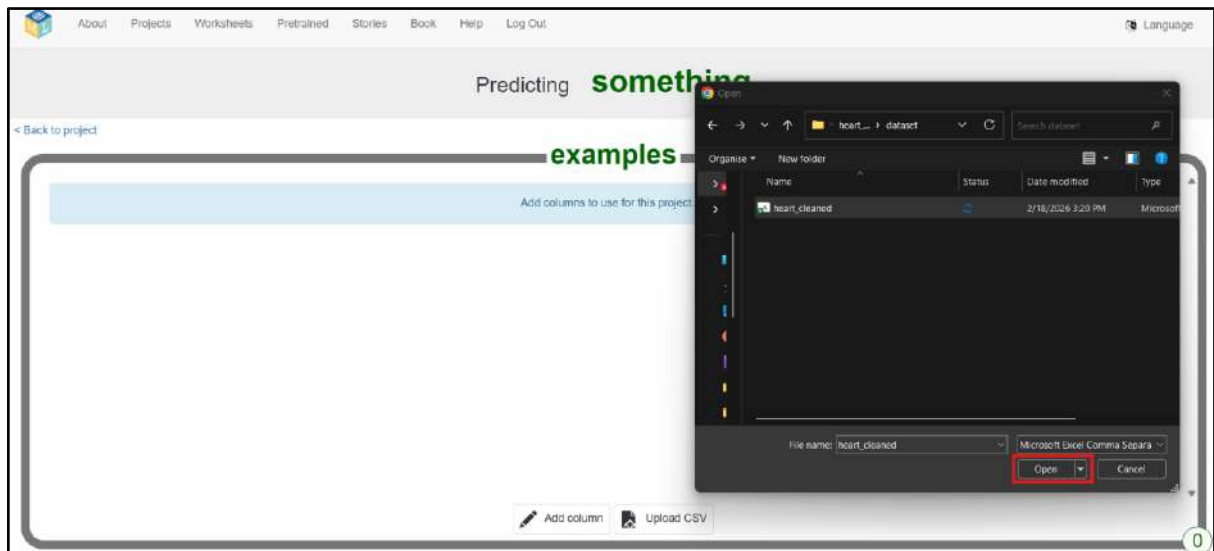 About Projects Worksheets Pretrained Stories Book Help Log Out Language
Predicting something
< Back to project
examples
Add columns to use for this project.
Open
heart_... > dataset Search dataset
Organise New folder
Name Status Date modified Type
heart_cleaned 2/18/2026 3:20 PM Microsoft
File name: heart_cleaned Microsoft Excel Comma Separa
Open Cancel
Add column Upload CSV
0